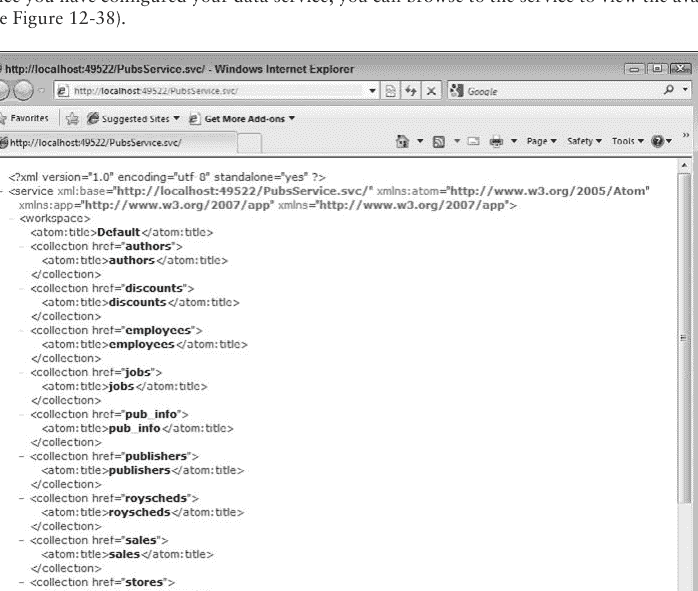 ce you have configured your data service, you can browse to the service to view the ava
e Figure 12-38).
http://localhost:49522/PubsService.svc/ - Windows Internet Explorer
http://localhost:49522/PubsService.svc/ Google
Favorites Suggested Sites Get More Add-ons
http://localhost:49522/PubsService.svc/ Page Safety Tools
<?xml version="1.0" encoding="utf-8" standalone="yes" ?>
- <service xml:base="http://localhost:49522/PubsService.svc/" xmlns:atom="http://www.w3.org/2005/Atom"
xmlns:app="http://www.w3.org/2007/app" xmlns="http://www.w3.org/2007/app">
- <workspace>
<atom:title>Default</atom:title>
- <collection href="authors">
<atom:title>authors</atom:title>
</collection>
- <collection href="discounts">
<atom:title>discounts</atom:title>
</collection>
- <collection href="employees">
<atom:title>employees</atom:title>
</collection>
- <collection href="jobs">
<atom:title>jobs</atom:title>
</collection>
- <collection href="pub_info">
<atom:title>pub_info</atom:title>
</collection>
- <collection href="publishers">
<atom:title>publishers</atom:title>
</collection>
- <collection href="royscheds">
<atom:title>royscheds</atom:title>
</collection>
- <collection href="sales">
<atom:title>sales</atom:title>
</collection>
- <collection href="stores">